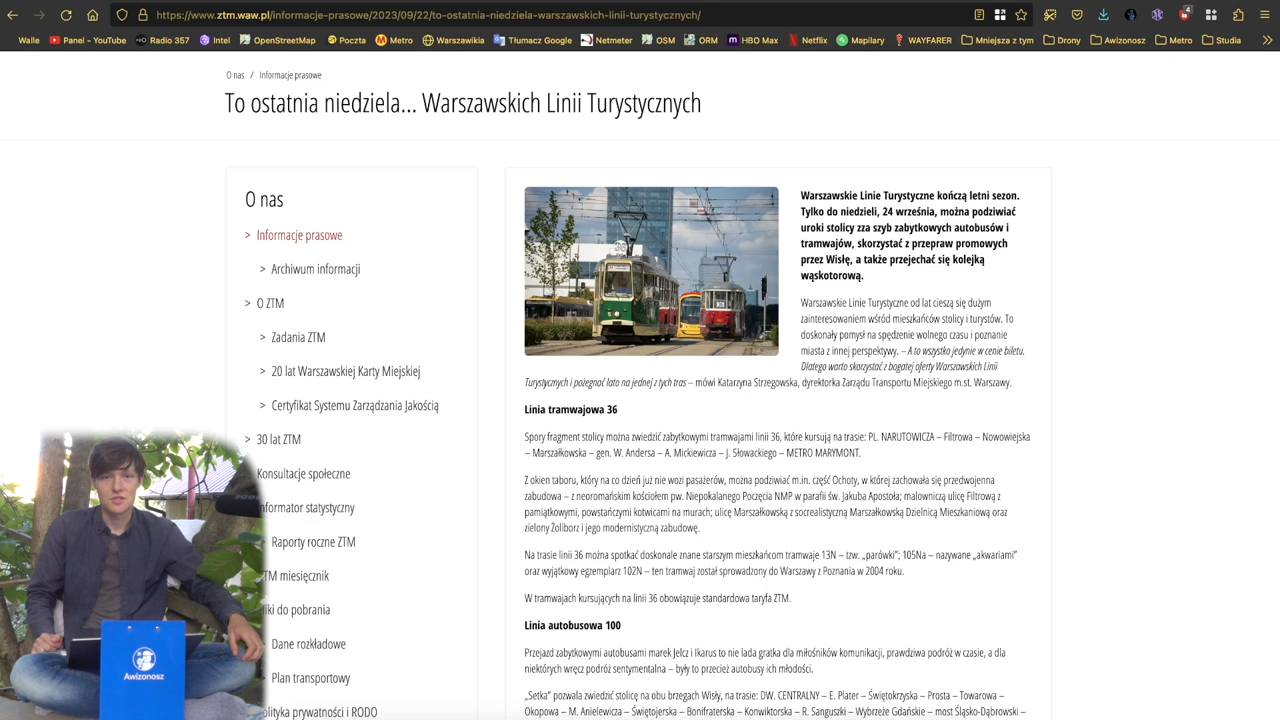 https://www.ztm.waw.pl/informacje-prasowe/2023/09/22/to-ostatnia-niedziela-warszawskich-linii-turystycznych/
4
Walle Panel - YouTube Radio 357 Intel OpenStreetMap Poczta Metro Warszawikia Tłumacz Google Netmeter OSM ORM HBO Max Netflix Mapilary WAYFARER Mniejsza z tym Drony Awizonosz Metro Studia
O nas / Informacje prasowe
To ostatnia niedziela... Warszawskich Linii Turystycznych
O nas
> Informacje prasowe
> Archiwum informacji
> O ZTM
> Zadania ZTM
> 20 lat Warszawskiej Karty Miejskiej
> Certyfikat Systemu Zarządzania Jakością
> 30 lat ZTM
Konsultacje społeczne
nformator statystyczny
Raporty roczne ZTM
TM miesięcznik
liki do pobrania
Dane rozkładowe
Plan transportowy
olityka prywatności i RODO
36
Warszawskie Linie Turystyczne kończą letni sezon.
Tylko do niedzieli, 24 września, można podziwiać
uroki stolicy zza szyb zabytkowych autobusów i
tramwajów, skorzystać z przepraw promowych
przez Wisłę, a także przejechać się kolejką
wąskotorową.
Warszawskie Linie Turystyczne od lat cieszą się dużym
zainteresowaniem wśród mieszkańców stolicy i turystów. To
doskonały pomysł na spędzenie wolnego czasu i poznanie
miasta z innej perspektywy. – A to wszystko jedynie w cenie biletu.
Dlatego warto skorzystać z bogatej oferty Warszawskich Linii
Turystycznych i pożegnać lato na jednej z tych tras – mówi Katarzyna Strzegowska, dyrektorka Zarządu Transportu Miejskiego m.st. Warszawy.
Linia tramwajowa 36
Spory fragment stolicy można zwiedzić zabytkowymi tramwajami linii 36, które kursują na trasie: PL. NARUTOWICZA – Filtrowa – Nowowiejska
– Marszałkowska – gen. W. Andersa – A. Mickiewicza – J. Słowackiego – METRO MARYMONT.
Z okien taboru, który na co dzień już nie wozi pasażerów, można podziwiać m.in. część Ochoty, w której zachowała się przedwojenna
zabudowa – z neoromańskim kościołem pw. Niepokalanego Poczęcia NMP w parafii św. Jakuba Apostoła; malowniczą ulicę Filtrową z
pamiątkowymi, powstańczymi kotwicami na murach; ulicę Marszałkowską z socrealistyczną Marszałkowską Dzielnicą Mieszkaniową oraz
zielony Żoliborz i jego modernistyczną zabudowę.
Na trasie linii 36 można spotkać doskonale znane starszym mieszkańcom tramwaje 13N – tzw. „parówki”; 105Na – nazywane „akwariami”
oraz wyjątkowy egzemplarz 102N – ten tramwaj został sprowadzony do Warszawy z Poznania w 2004 roku.
W tramwajach kursujących na linii 36 obowiązuje standardowa taryfa ZTM.
Linia autobusowa 100
Przejazd zabytkowymi autobusami marek Jelcz i Ikarus to nie lada gratka dla miłośników komunikacji, prawdziwa podróż w czasie, a dla
niektórych wręcz podróż sentymentalna – były to przecież autobusy ich młodości.
„Setka” pozwala zwiedzić stolicę na obu brzegach Wisły, na trasie: DW. CENTRALNY – E. Plater – Świętokrzyska – Prosta – Towarowa –
Okopowa – M. Anielewicza – Świętojerska – Bonifraterska – Konwiktorska – R. Sanguszki – Wybrzeże Gdańskie – most Śląsko-Dąbrowski –
Awizonosz